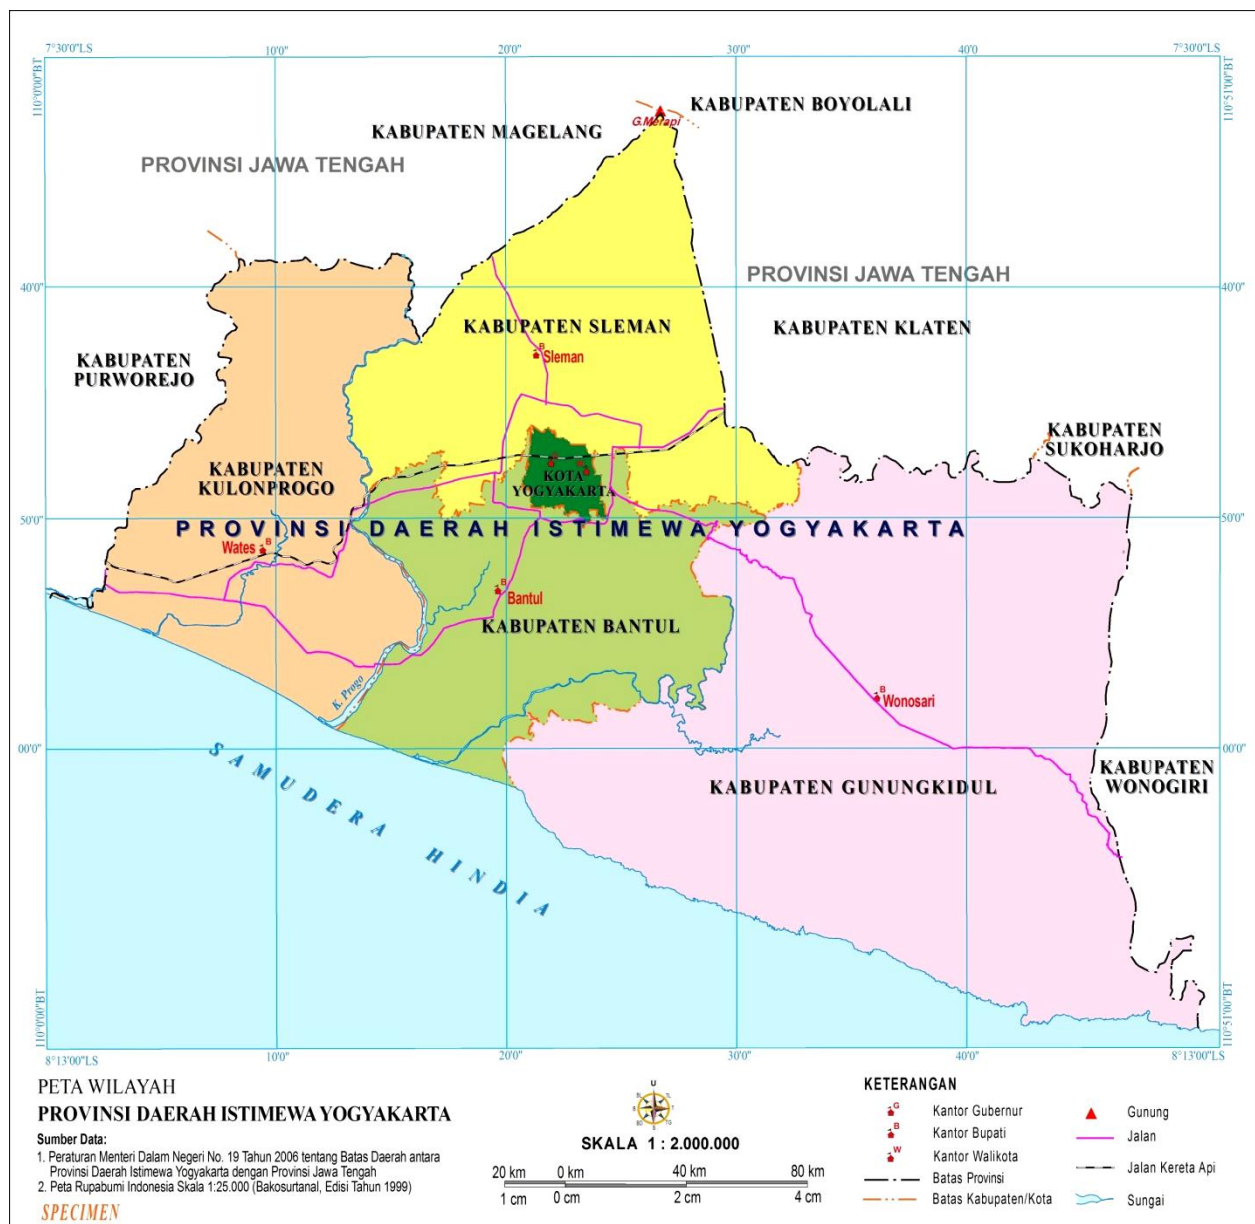 7°30'0"LS
10'0"
20'0"
30'0"
40'0
7°30'0"LS
110°0'00"BT
110°51'00"BT
KABUPATEN BOYOLALI
G.Merapi
KABUPATEN MAGELANG
PROVINSI JAWA TENGAH
PROVINSI JAWA TENGAH
40'0"
40'0"
KABUPATEN SLEMAN
KABUPATEN KLATEN
B
Sleman
KABUPATEN
PURWOREJO
KABUPATEN
SUKOHARJO
KABUPATEN
KULONPROGO
KOTA
YOGYAKARTA
50'0"
50'0"
PROVINSI DAERAH ISTIMEWA YOGYAKARTA
B
Wates
B
Bantul
KABUPATEN BANTUL
K. Progo
B
Wonosari
00'0"
00'0"
SAMUDERA HINDIA
KABUPATEN GUNUNGKIDUL
KABUPATEN
WONOGIRI
110°0'00"BT
110°51'00"BT
8°13'00"LS
10'0"
20'0"
30'0"
40'0"
8°13'00"LS
PETA WILAYAH
PROVINSI DAERAH ISTIMEWA YOGYAKARTA
Sumber Data:
1. Peraturan Menteri Dalam Negeri No. 19 Tahun 2006 tentang Batas Daerah antara
Provinsi Daerah Istimewa Yogyakarta dengan Provinsi Jawa Tengah
2. Peta Rupabumi Indonesia Skala 1:25.000 (Bakosurtanal, Edisi Tahun 1999)
SPECIMEN
U
SKALA 1 : 2.000.000
20 km 0 km 40 km 80 km
1 cm 0 cm 2 cm 4 cm
KETERANGAN
G Kantor Gubernur
B Kantor Bupati
W Kantor Walikota
Batas Provinsi
Batas Kabupaten/Kota
Gunung
Jalan
Jalan Kereta Api
Sungai